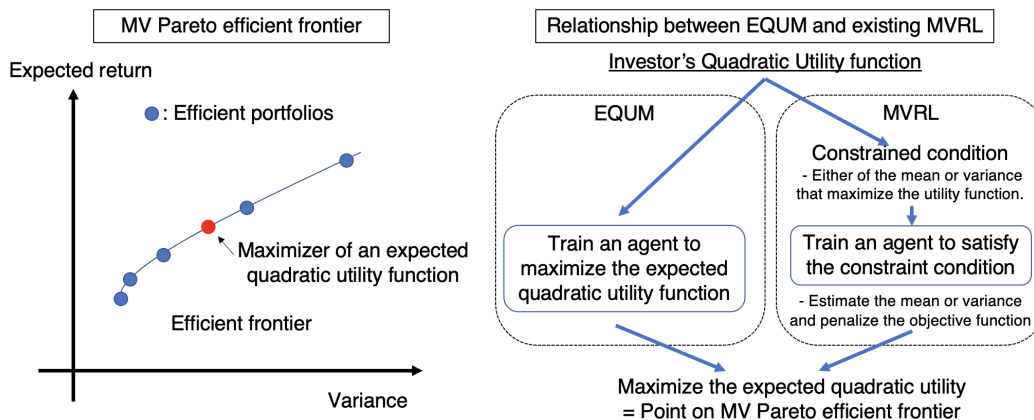 MV Pareto efficient frontier
Expected return
: Efficient portfolios
Maximizer of an expected
quadratic utility function
Efficient frontier
Variance
Relationship between EQUM and existing MVRL
Investor's Quadratic Utility function
EQUM
Train an agent to
maximize the expected
quadratic utility function
MVRL
Constrained condition
- Either of the mean or variance
that maximize the utility function.
Train an agent to satisfy
the constraint condition
- Estimate the mean or variance
and penalize the objective function
Maximize the expected quadratic utility
= Point on MV Pareto efficient frontier